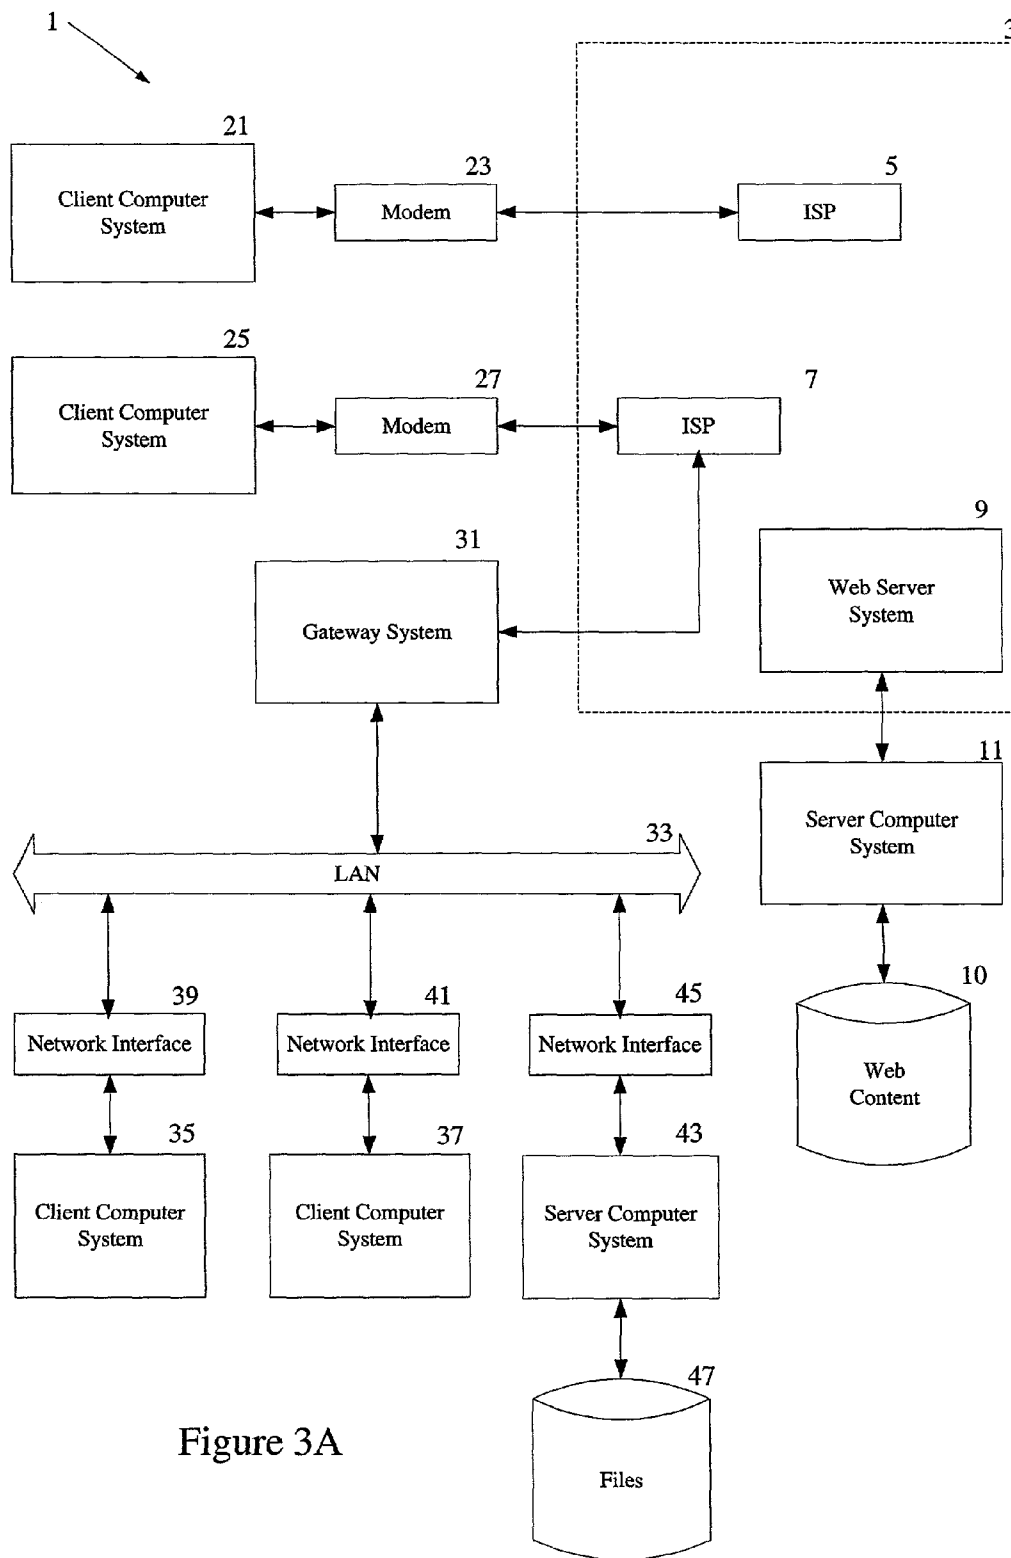 1
3
21
Client Computer
System
23
Modem
5
ISP
25
Client Computer
System
27
Modem
7
ISP
31
Gateway System
9
Web Server
System
11
Server Computer
System
33
LAN
10
Web
Content
39
Network Interface
41
Network Interface
45
Network Interface
35
Client Computer
System
37
Client Computer
System
43
Server Computer
System
47
Files
Figure 3A